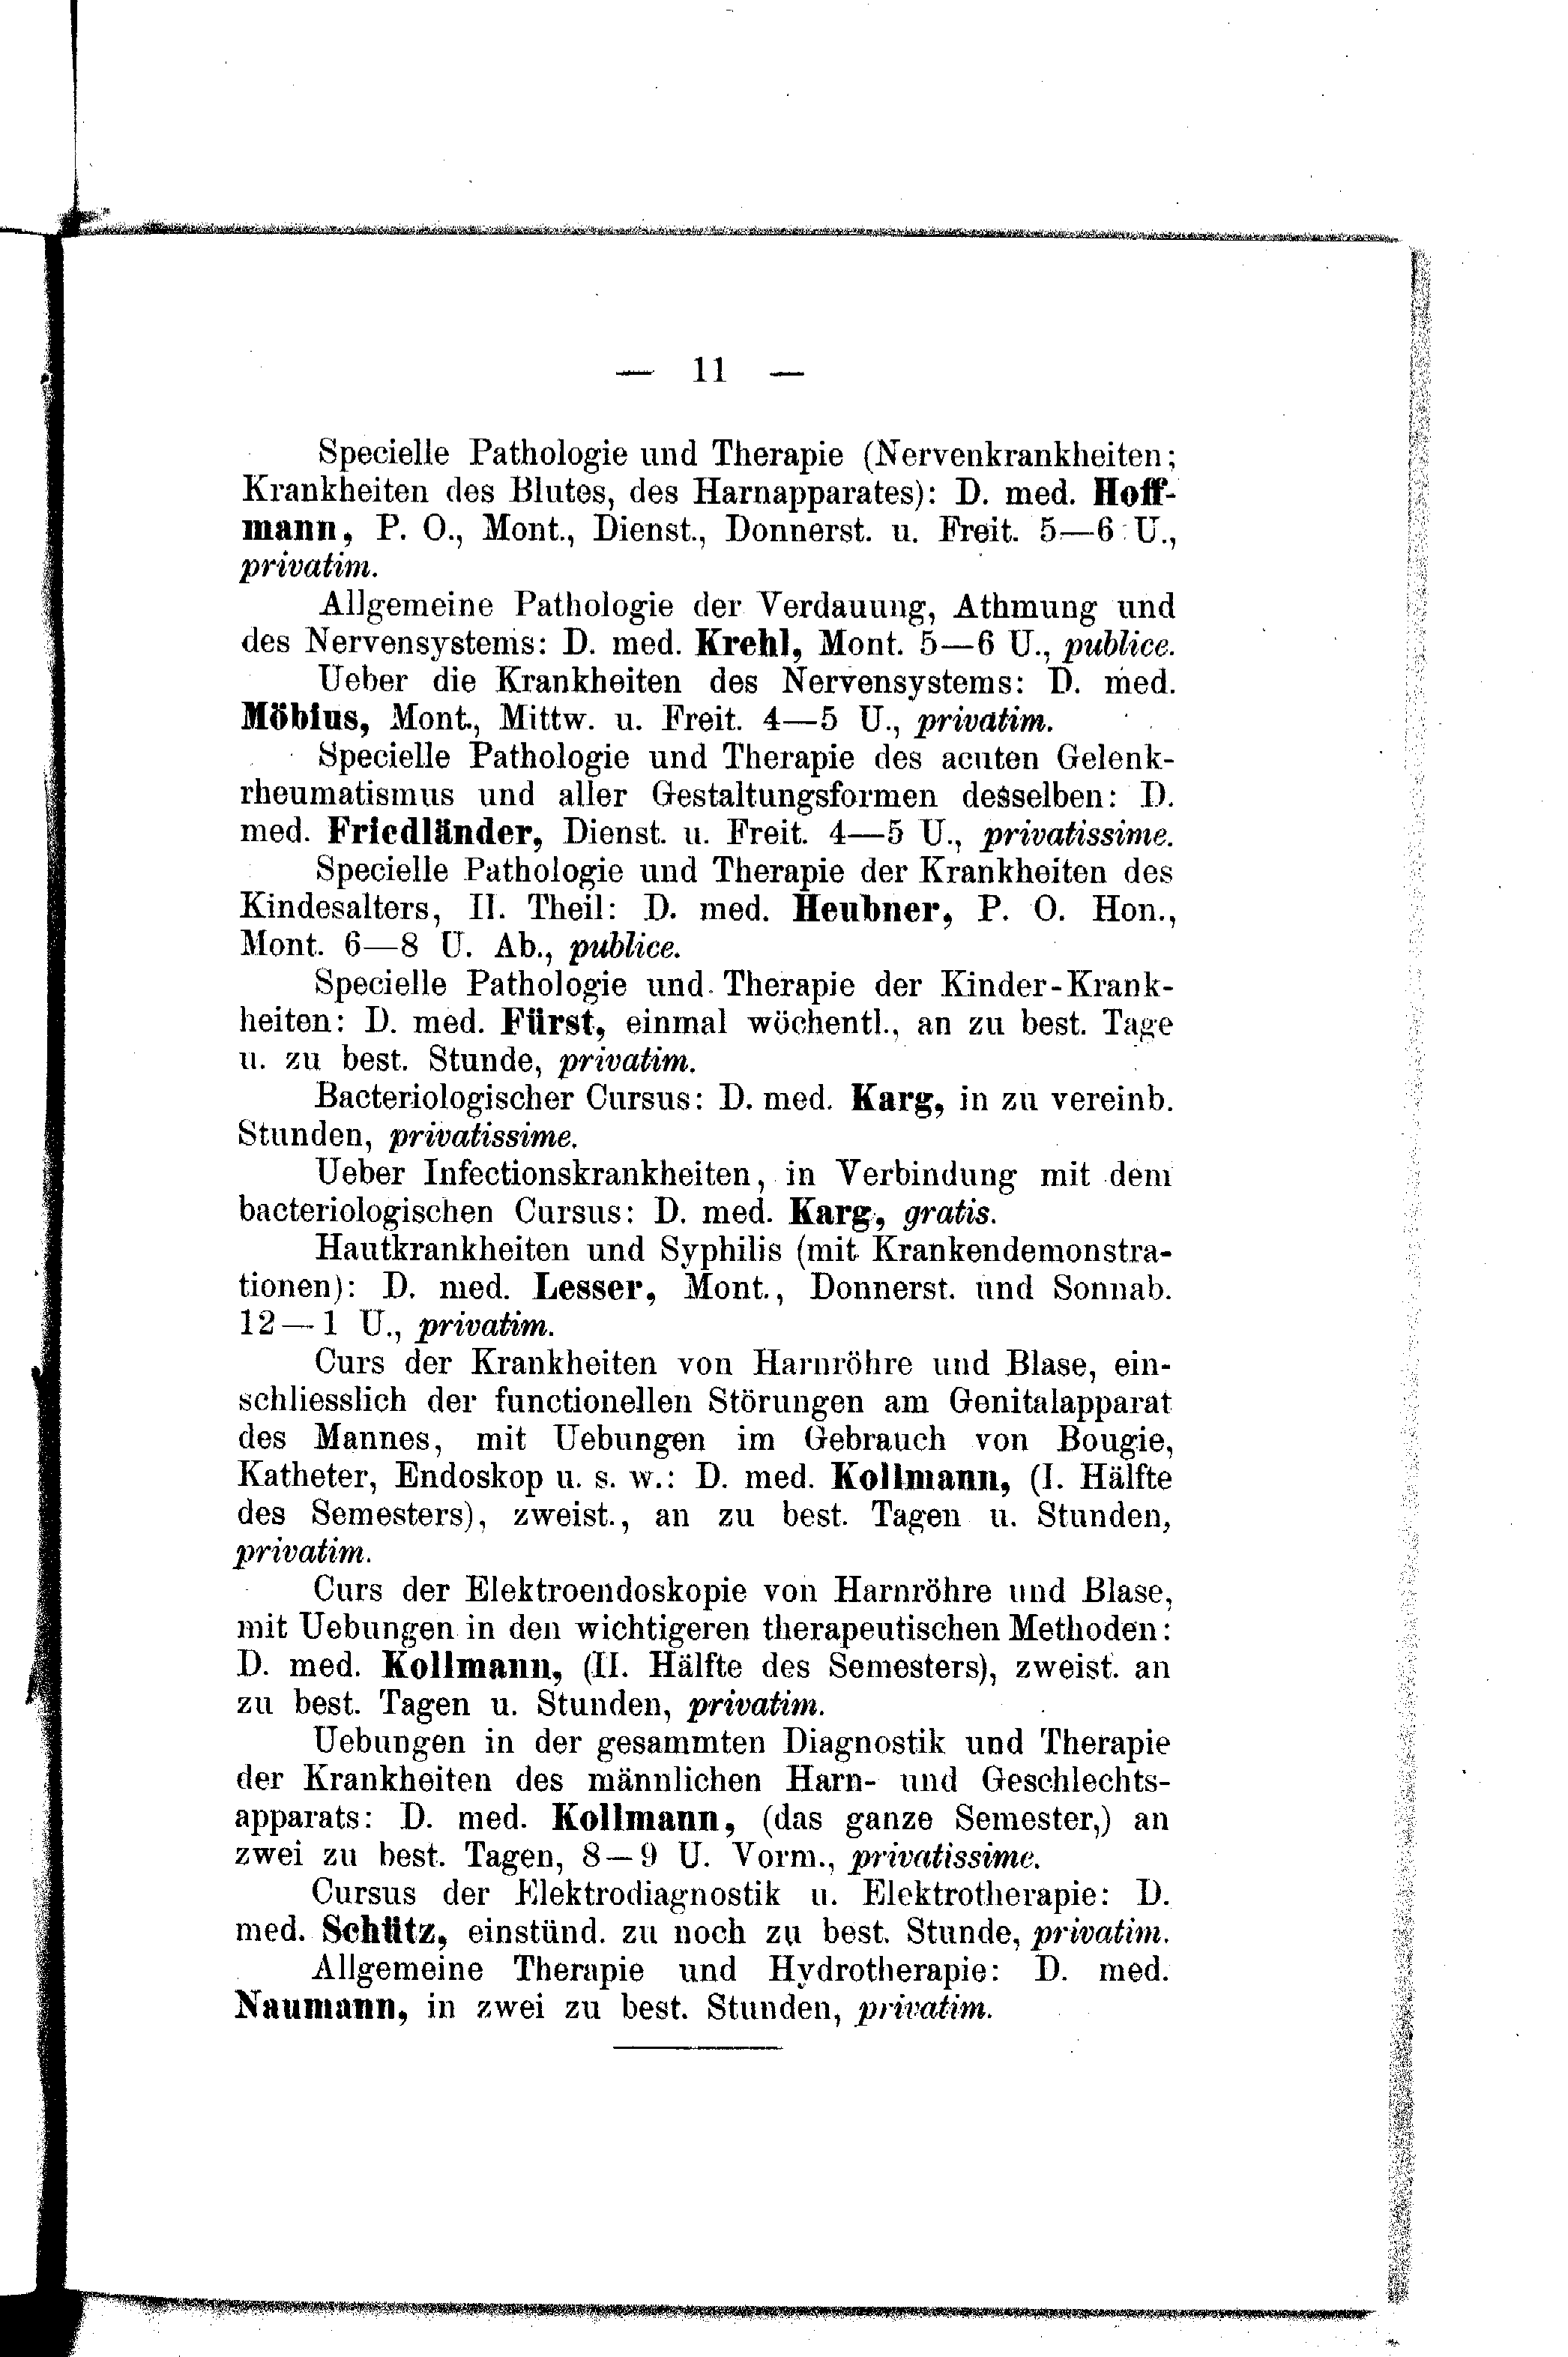 — 11 —
Specielle Pathologie und Therapie (Nervenkrankheiten;
Krankheiten des Blutes, des Harnapparates): D. med. Hoff-
mann, P. O., Mont., Dienst., Donnerst. u. Freit. 5—6 U.,
privatim.
Allgemeine Pathologie der Verdauung, Athmung und
des Nervensystems: D. med. Krehl, Mont. 5—6 U., publice.
Ueber die Krankheiten des Nervensystems: D. med.
Möbius, Mont., Mittw. u. Freit. 4—5 U., privatim.
Specielle Pathologie und Therapie des acuten Gelenk-
rheumatismus und aller Gestaltungsformen desselben: D.
med. Friedländer, Dienst. u. Freit. 4—5 U., privatissime.
Specielle Pathologie und Therapie der Krankheiten des
Kindesalters, II. Theil: D. med. Heubner, P. O. Hon.,
Mont. 6—8 U. Ab., publice.
Specielle Pathologie und Therapie der Kinder-Krank-
heiten: D. med. Fürst, einmal wöchentl., an zu best. Tage
u. zu best. Stunde, privatim.
Bacteriologischer Cursus: D. med. Karg, in zu vereinb.
Stunden, privatissime.
Ueber Infectionskrankheiten, in Verbindung mit dem
bacteriologischen Cursus: D. med. Karg, gratis.
Hautkrankheiten und Syphilis (mit Krankendemonstra-
tionen): D. med. Lesser, Mont., Donnerst. und Sonnab.
12—1 U., privatim.
Curs der Krankheiten von Harnröhre und Blase, ein-
schliesslich der functionellen Störungen am Genitalapparat
des Mannes, mit Uebungen im Gebrauch von Bougie,
Katheter, Endoskop u. s. w.: D. med. Kollmann, (I. Hälfte
des Semesters), zweist., an zu best. Tagen u. Stunden,
privatim.
Curs der Elektroendoskopie von Harnröhre und Blase,
mit Uebungen in den wichtigeren therapeutischen Methoden:
D. med. Kollmann, (II. Hälfte des Semesters), zweist. an
zu best. Tagen u. Stunden, privatim.
Uebungen in der gesammten Diagnostik und Therapie
der Krankheiten des männlichen Harn- und Geschlechts-
apparats: D. med. Kollmann, (das ganze Semester,) an
zwei zu best. Tagen, 8—9 U. Vorm., privatissime.
Cursus der Elektrodiagnostik u. Elektrotherapie: D.
med. Schütz, einstünd. zu noch zu best. Stunde, privatim.
Allgemeine Therapie und Hydrotherapie: D. med.
Naumann, in zwei zu best. Stunden, privatim.